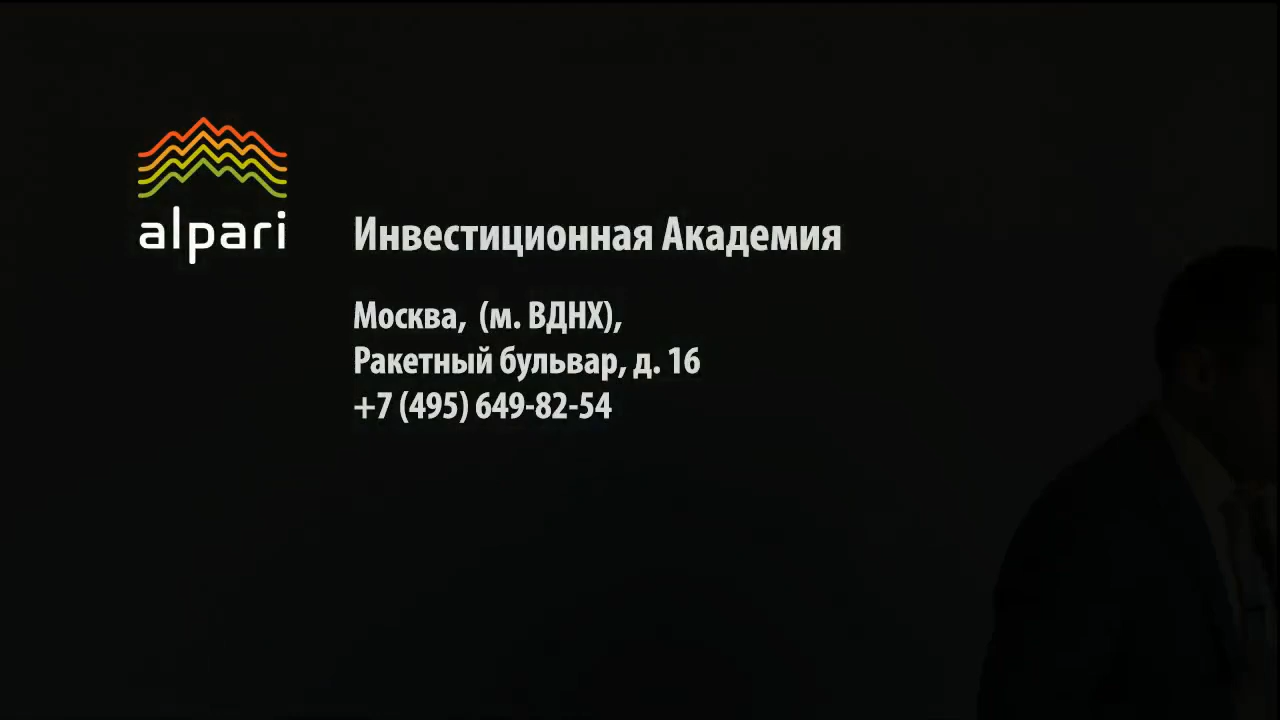 alpari
Инвестиционная Академия
Москва, (м. ВДНХ),
Ракетный бульвар, д. 16
+7 (495) 649-82-54